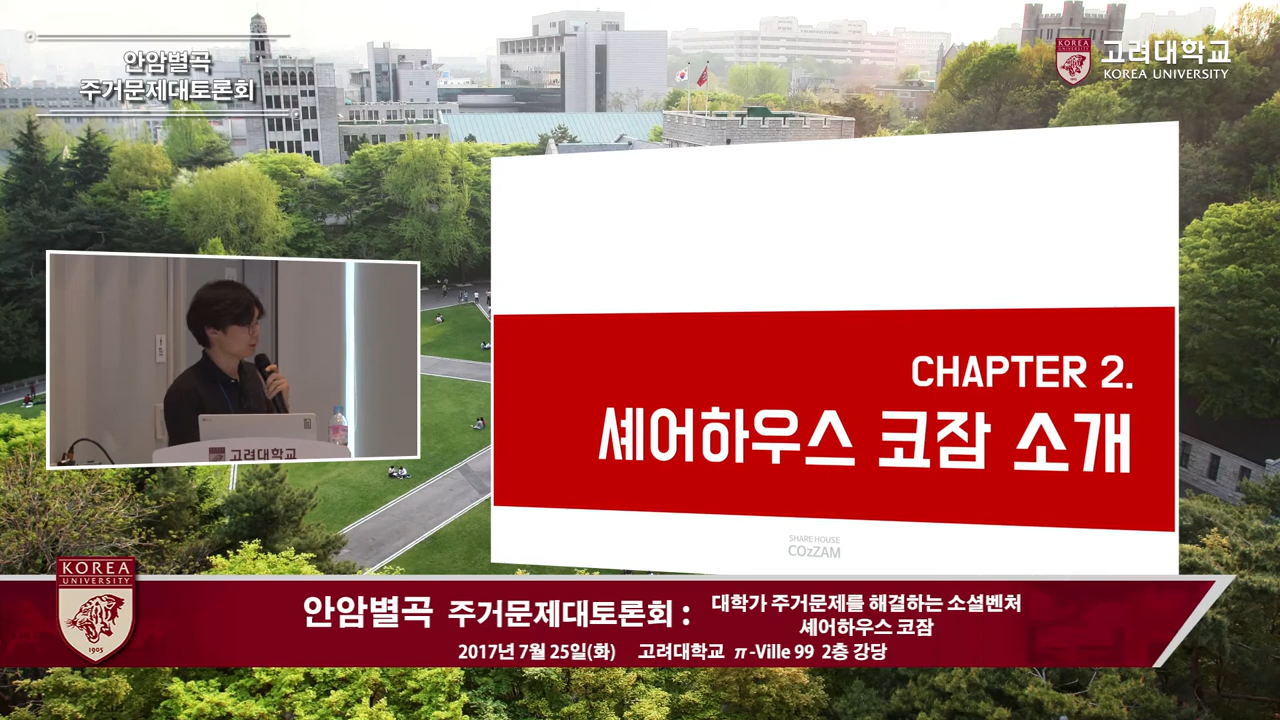 안암별곡
주거문제대토론회
KOREA
UNIVERSITY
고려대학교
KOREA UNIVERSITY
CHAPTER 2.
셰어하우스 코잠 소개
SHARE HOUSE
COzZAM
고려대학교
KOREA
UNIVERSITY
1905
안암별곡 주거문제대토론회 :
대학가 주거문제를 해결하는 소셜벤처
셰어하우스 코잠
2017년 7월 25일(화) 고려대학교 π-Ville 99 2층 강당